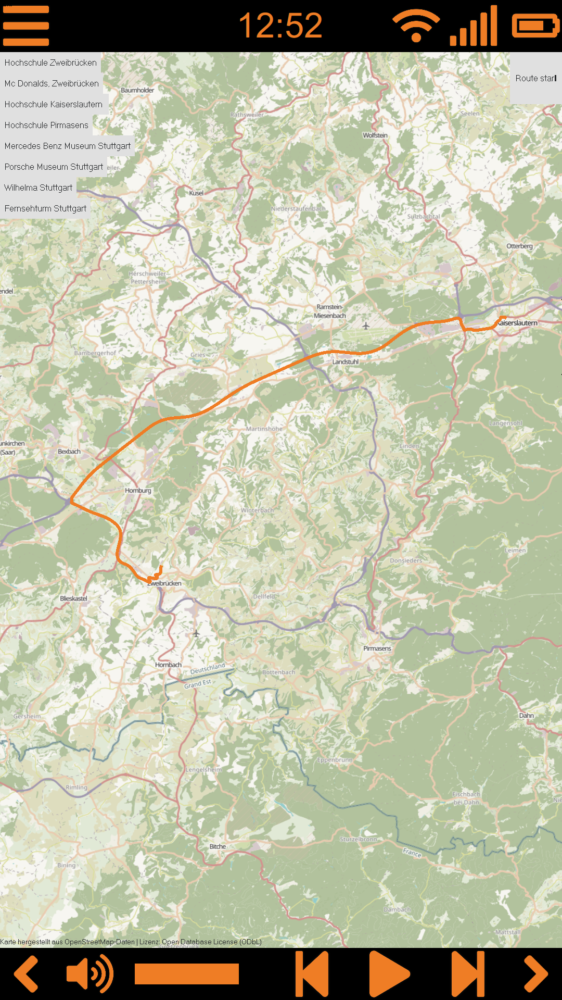 12:52
Hochschule Zweibrücken
Mc Donalds, Zweibrücken
Hochschule Kaiserslautern
Hochschule Pirmasens
Mercedes Benz Museum Stuttgart
Porsche Museum Stuttgart
Wilhelma Stuttgart
Fernsehturm Stuttgart
Route start
Baumholder
Rathsweiler
Seelen
Wolfstein
eiler
Kusel
Niederstaufenbach
Sulzbachtal
Otterberg
Herschweiler-
Pettersheim
endel
Ramstein-
Miesenbach
Kaiserslautern
Bambergerhof
Gries
Landstuhl
Martinshöhe
Langensohl
unkirchen
(Saar)
Bexbach
Linden
Homburg
Winterbach
Leimen
Donsieders
Zweibrücken
Blieskastel
Dellfeld
Pirmasens
Hornbach
Deutschland
Grand Est
Bottenbach
Gersheim
Dahn
Eppenbrunn
Lengelsheim
Rimling
Fischbach
bei Dahn
Nie
Sturzelbronn
Bitche
France
Bining
Dambach
Mattstall
Karte hergestellt aus OpenStreetMap-Daten | Lizenz: Open Database License (ODbL)
Goetzenbrück